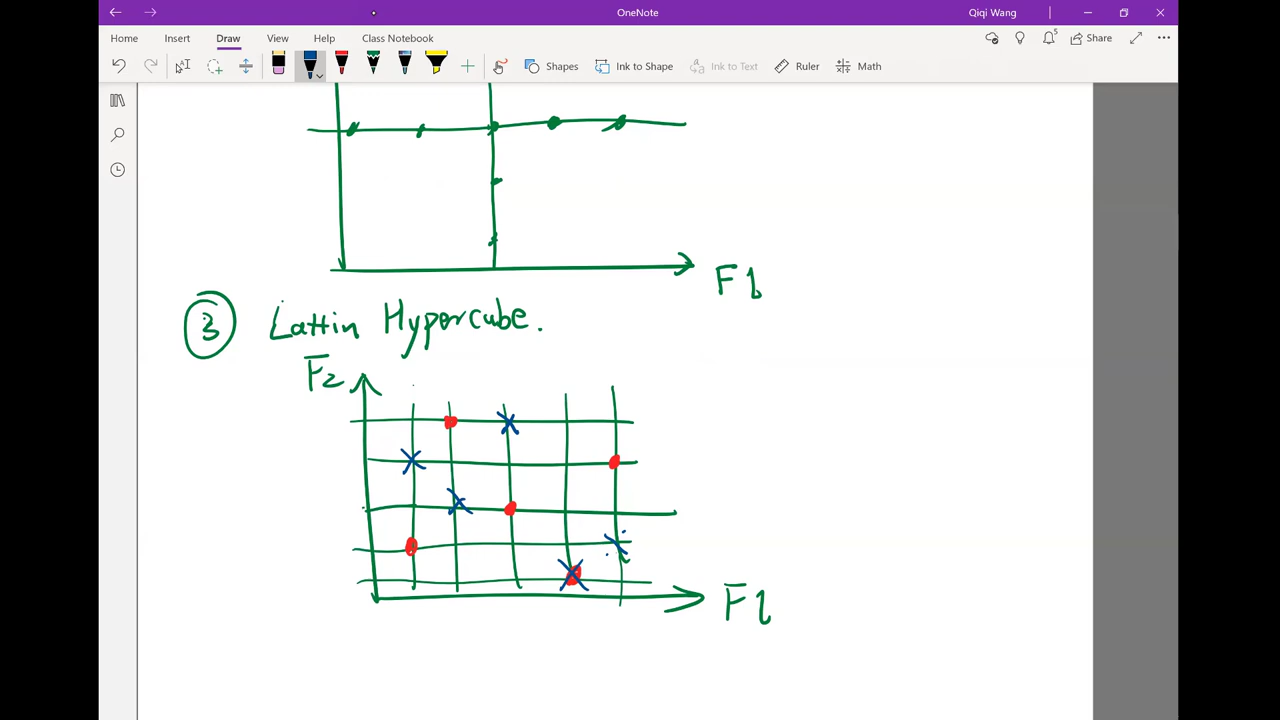 OneNote
Qiqi Wang
Home Insert Draw View Help Class Notebook
5
Share
Shapes Ink to Shape Ink to Text Ruler Math
F1
3 Lattin Hypercube.
F2
F1